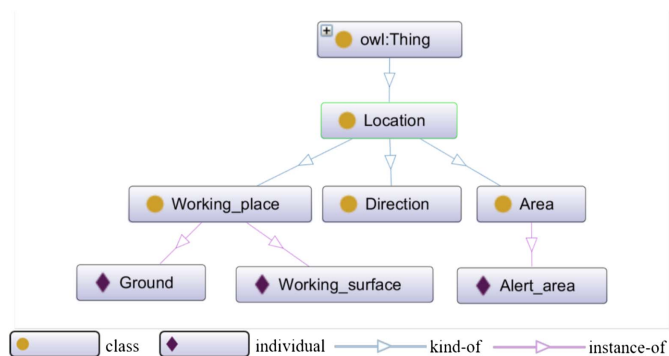 owl:Thing
Location
Working_place Direction Area
Ground Working_surface Alert_area
class individual kind-of instance-of